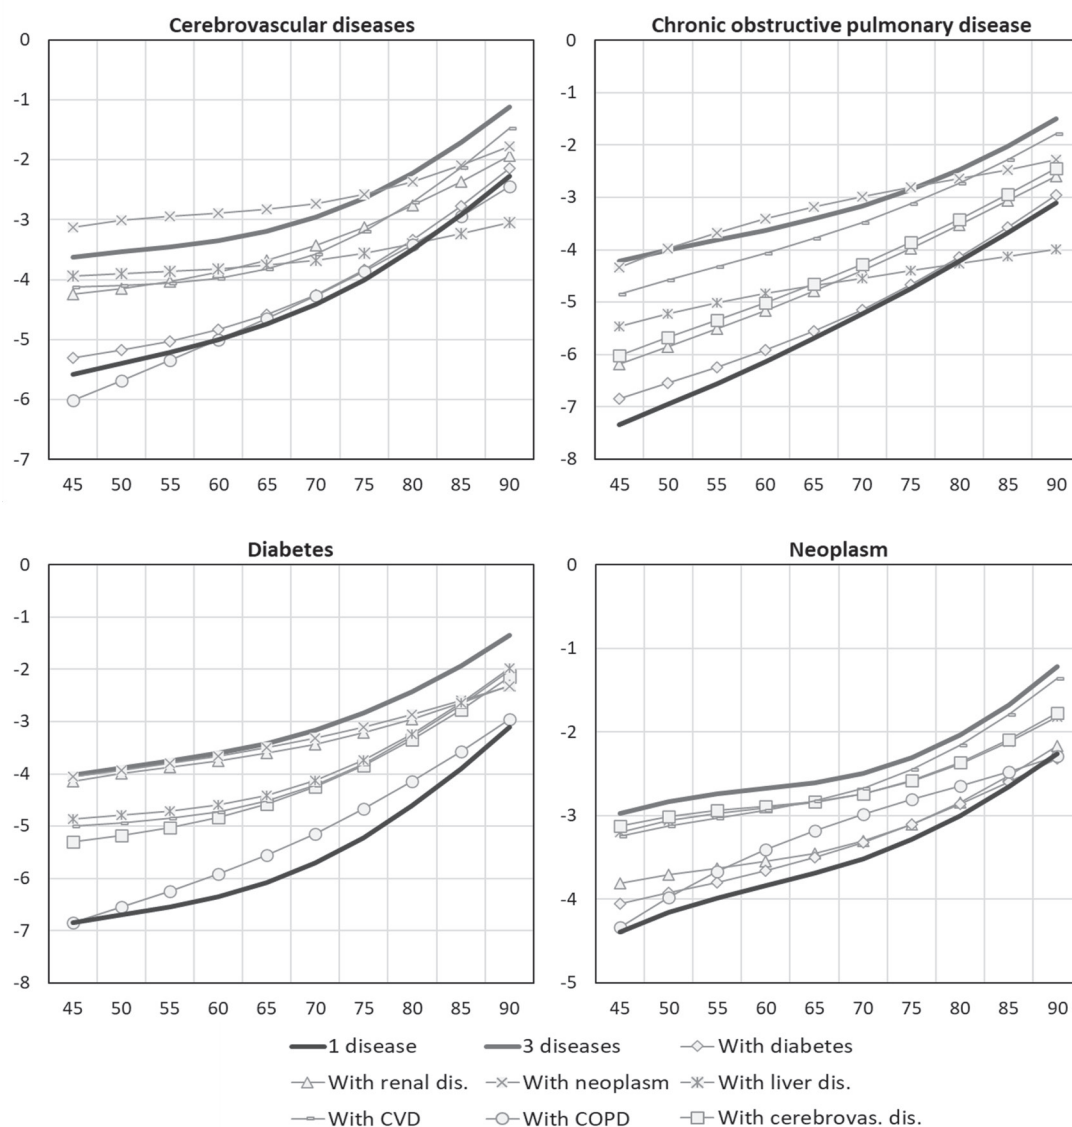 Cerebrovascular diseases
0
-1
-2
-3
-4
-5
-6
-7
45 50 55 60 65 70 75 80 85 90
Chronic obstructive pulmonary disease
0
-1
-2
-3
-4
-5
-6
-7
-8
45 50 55 60 65 70 75 80 85 90
Diabetes
0
-1
-2
-3
-4
-5
-6
-7
-8
45 50 55 60 65 70 75 80 85 90
Neoplasm
0
-1
-2
-3
-4
-5
45 50 55 60 65 70 75 80 85 90
1 disease 3 diseases With diabetes
With renal dis. With neoplasm With liver dis.
With CVD With COPD With cerebrovas. dis.